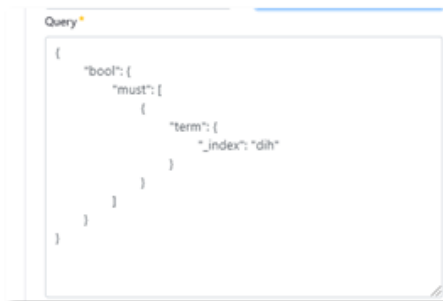 Query*
{
"bool": {
"must": [
{
"term": {
"_index": "dih"
}
}
]
}
}